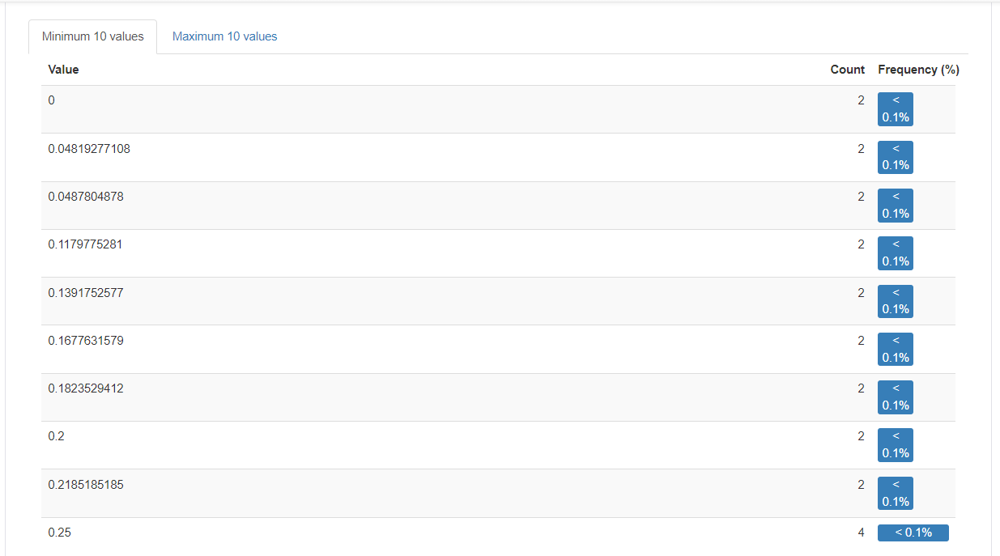 Minimum 10 values Maximum 10 values
Value Count Frequency (%)
0 2 <
0.1%
0.04819277108 2 <
0.1%
0.0487804878 2 <
0.1%
0.1179775281 2 <
0.1%
0.1391752577 2 <
0.1%
0.1677631579 2 <
0.1%
0.1823529412 2 <
0.1%
0.2 2 <
0.1%
0.2185185185 2 <
0.1%
0.25 4 < 0.1%